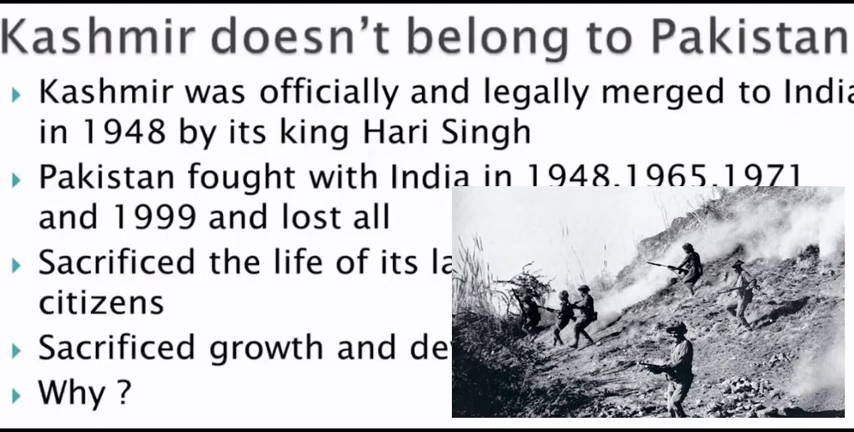 Kashmir doesn't belong to Pakistan
Kashmir was officially and legally merged to India
in 1948 by its king Hari Singh
Pakistan fought with India in 1948,1965,1971
and 1999 and lost all
Sacrificed the life of its
citizens
Sacrificed growth and
Why ?